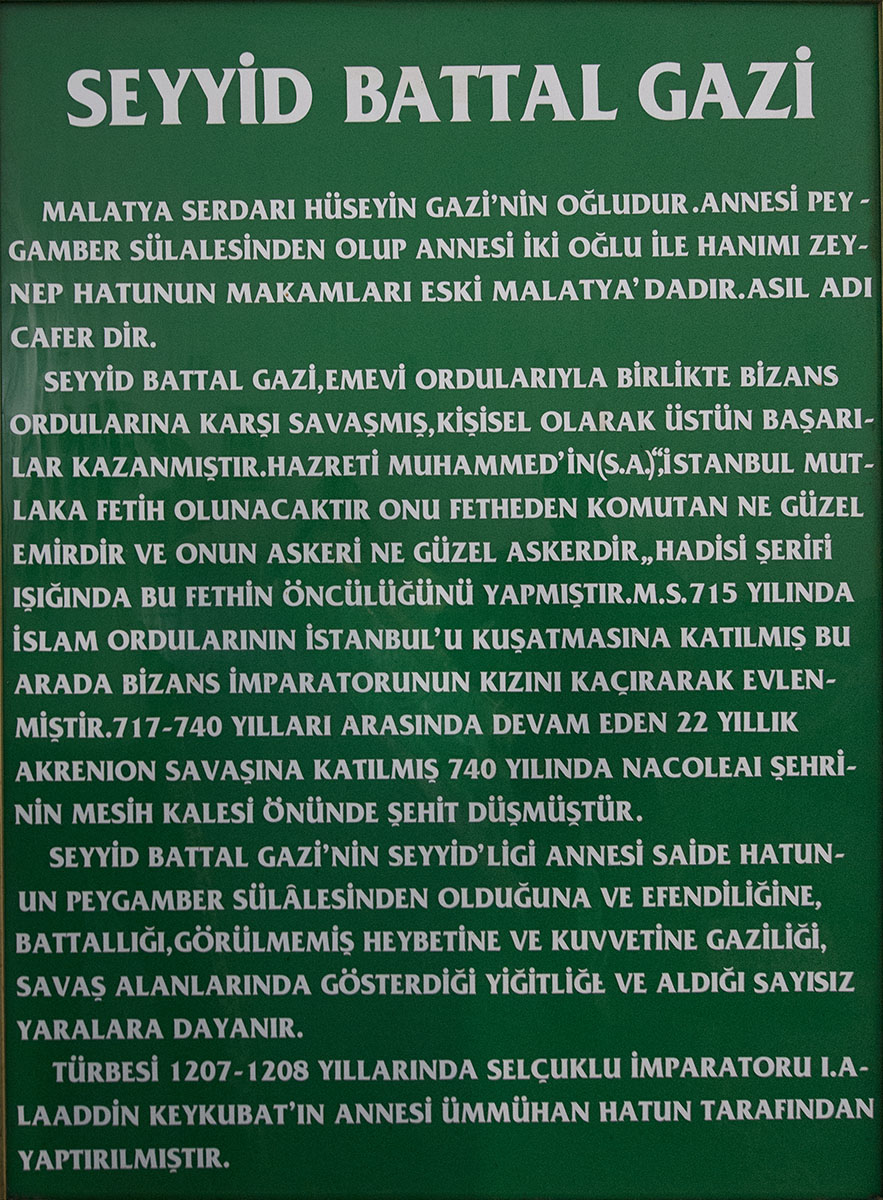 SEYYİD BATTAL GAZİ
MALATYA SERDARI HÜSEYİN GAZİ'NİN OĞLUDUR.ANNESİ PEY-
GAMBER SÜLALESİNDEN OLUP ANNESİ İKİ OĞLU İLE HANIMI ZEY-
NEP HATUNUN MAKAMLARI ESKİ MALATYA'DADIR.ASIL ADI
CAFER DİR.
SEYYİD BATTAL GAZİ,EMEVİ ORDULARIYLA BİRLİKTE BİZANS
ORDULARINA KARŞI SAVAŞMIŞ,KİŞİSEL OLARAK ÜSTÜN BAŞARI-
LAR KAZANMIŞTIR.HAZRETİ MUHAMMED'İN(S.A.)“,İSTANBUL MUT-
LAKA FETİH OLUNACAKTIR ONU FETHEDEN KOMUTAN NE GÜZEL
EMİRDİR VE ONUN ASKERİ NE GÜZEL ASKERDİR„HADİSİ ŞERİFİ
IŞIĞINDA BU FETHİN ÖNCÜLÜĞÜNÜ YAPMIŞTIR.M.S.715 YILINDA
İSLAM ORDULARININ İSTANBUL'U KUŞATMASINA KATILMIŞ BU
ARADA BİZANS İMPARATORUNUN KIZINI KAÇIRARAK EVLEN-
MİŞTİR.717-740 YILLARI ARASINDA DEVAM EDEN 22 YILLIK
AKRENION SAVAŞINA KATILMIŞ 740 YILINDA NACOLEAI ŞEHRİ-
NİN MESİH KALESİ ÖNÜNDE ŞEHİT DÜŞMÜŞTÜR.
SEYYİD BATTAL GAZİ'NİN SEYYİD'LIGI ANNESİ SAİDE HATUN-
UN PEYGAMBER SÜLÂLESİNDEN OLDUĞUNA VE EFENDİLİĞİNE,
BATTALLIĞI,GÖRÜLMEMİŞ HEYBETİNE VE KUVVETİNE GAZİLİĞİ,
SAVAŞ ALANLARINDA GÖSTERDİĞİ YİĞİTLİĞE VE ALDIĞI SAYISIZ
YARALARA DAYANIR.
TÜRBESİ 1207-1208 YILLARINDA SELÇUKLU İMPARATORU I.A-
LAADDİN KEYKUBAT'IN ANNESİ ÜMMÜHAN HATUN TARAFINDAN
YAPTIRILMIŞTIR.